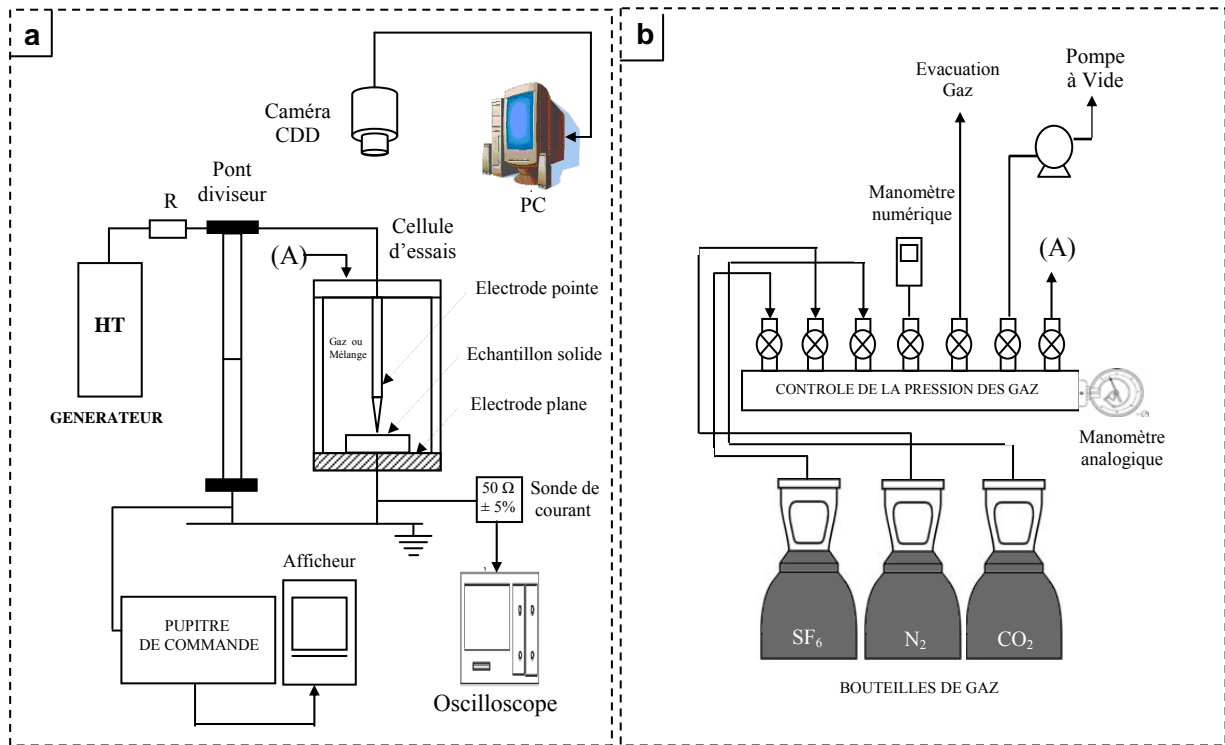 a
Caméra
CDD
PC
Pont
diviseur
R
Cellule
d'essais
(A)
HT
GENERATEUR
Gaz ou
Mélange
Electrode pointe
Echantillon solide
Electrode plane
50 Ω
± 5%
Sonde de
courant
Afficheur
PUPITRE
DE COMMANDE
Oscilloscope
b
Evacuation
Gaz
Pompe
à Vide
Manomètre
numérique
(A)
CONTROLE DE LA PRESSION DES GAZ
Manomètre
analogique
SF6
N2
CO2
BOUTEILLES DE GAZ